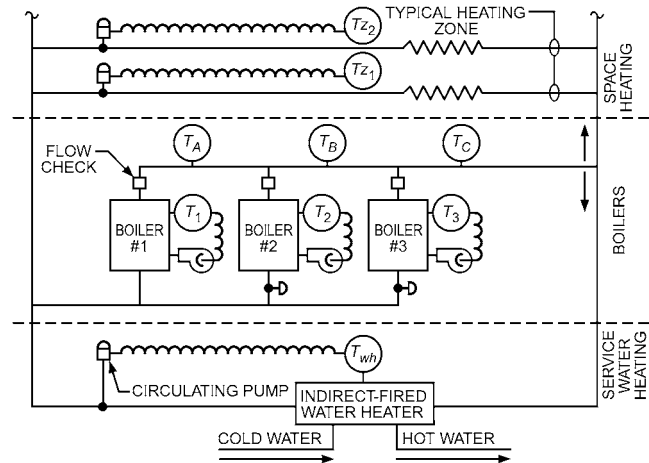 Tz2
TYPICAL HEATING
ZONE
Tz1
SPACE
HEATING
FLOW
CHECK
TA
TB
TC
BOILER
#1
T1
BOILER
#2
T2
BOILER
#3
T3
BOILERS
Twh
CIRCULATING PUMP
INDIRECT-FIRED
WATER HEATER
COLD WATER
HOT WATER
SERVICE
WATER
HEATING